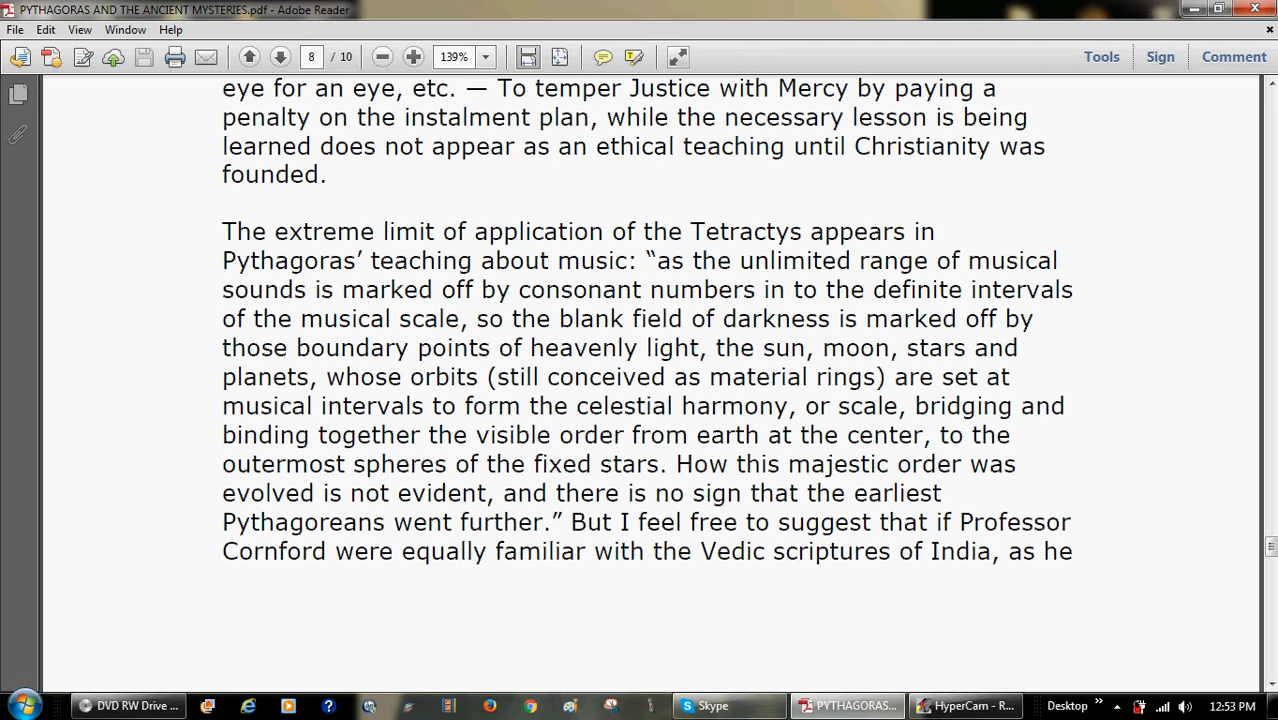 PYTHAGORAS AND THE ANCIENT MYSTERIES.pdf - Adobe Reader
File Edit View Window Help
8 / 10 139% Tools Sign Comment
eye for an eye, etc. — To temper Justice with Mercy by paying a
penalty on the instalment plan, while the necessary lesson is being
learned does not appear as an ethical teaching until Christianity was
founded.
The extreme limit of application of the Tetractys appears in
Pythagoras’ teaching about music: “as the unlimited range of musical
sounds is marked off by consonant numbers in to the definite intervals
of the musical scale, so the blank field of darkness is marked off by
those boundary points of heavenly light, the sun, moon, stars and
planets, whose orbits (still conceived as material rings) are set at
musical intervals to form the celestial harmony, or scale, bridging and
binding together the visible order from earth at the center, to the
outermost spheres of the fixed stars. How this majestic order was
evolved is not evident, and there is no sign that the earliest
Pythagoreans went further.” But I feel free to suggest that if Professor
Cornford were equally familiar with the Vedic scriptures of India, as he
DVD RW Drive ... Skype PYTHAGORAS... HyperCam - R... Desktop » 12:53 PM